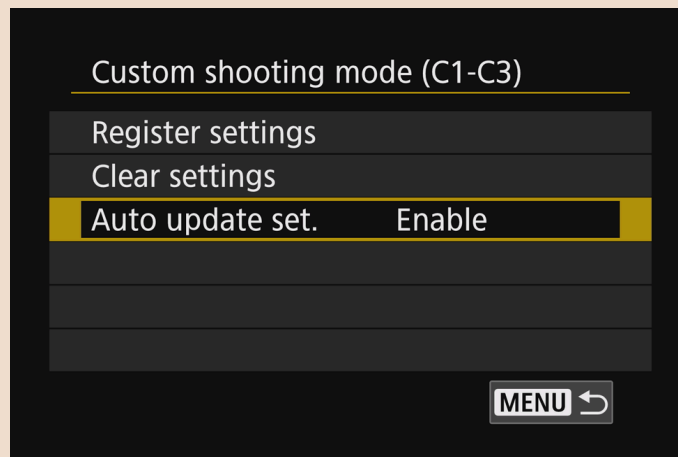 Custom shooting mode (C1-C3)
Register settings
Clear settings
Auto update set. Enable
MENU